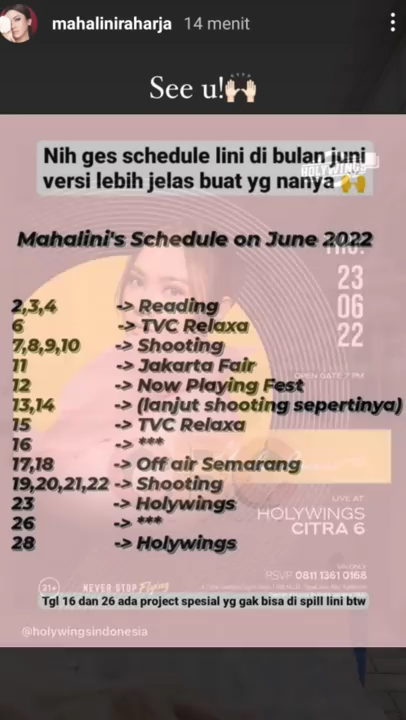 mahaliniraharja 14 menit
See u!🙌🏻
Nih ges schedule lini di bulan juni
versi lebih jelas buat yg nanya 🙌
HOLYWINGS
Mahalini's Schedule on June 2022
THU.
23
06
22
2,3,4 -> Reading
6 -> TVC Relaxa
7,8,9,10 -> Shooting
OPEN GATE 7 PM
11 -> Jakarta Fair
12 -> Now Playing Fest
13,14 -> (lanjut shooting sepertinya)
15 -> TVC Relaxa
16 -> ***
17,18 -> Off air Semarang
19,20,21,22 -> Shooting
23 -> Holywings
26 -> ***
28 -> Holywings
LIVE AT
HOLYWINGS
CITRA 6
RSVP 0811 1361 0168
21+ NEVER STOP Flying
Tgl 16 dan 26 ada project spesial yg gak bisa di spill lini btw
@holywingsindonesia